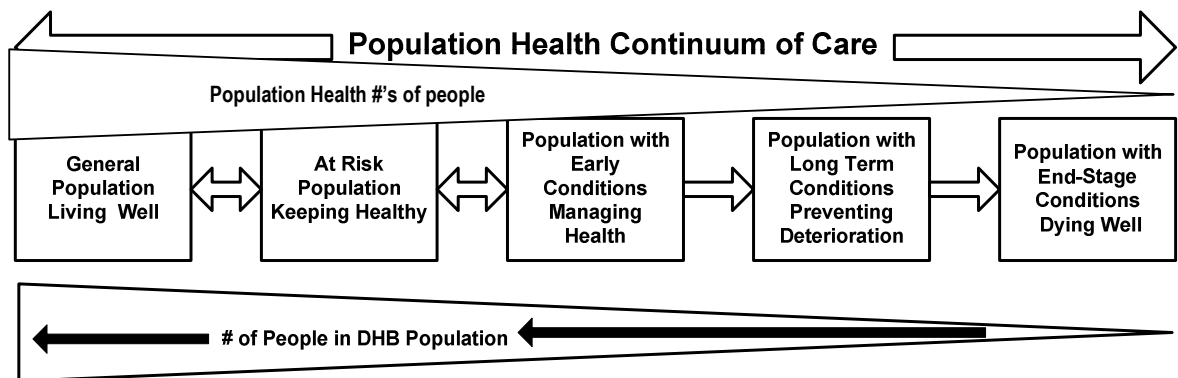 Population Health Continuum of Care
Population Health #'s of people
General
Population
Living Well
At Risk
Population
Keeping Healthy
Population with
Early
Conditions
Managing
Health
Population with
Long Term
Conditions
Preventing
Deterioration
Population with
End-Stage
Conditions
Dying Well
# of People in DHB Population